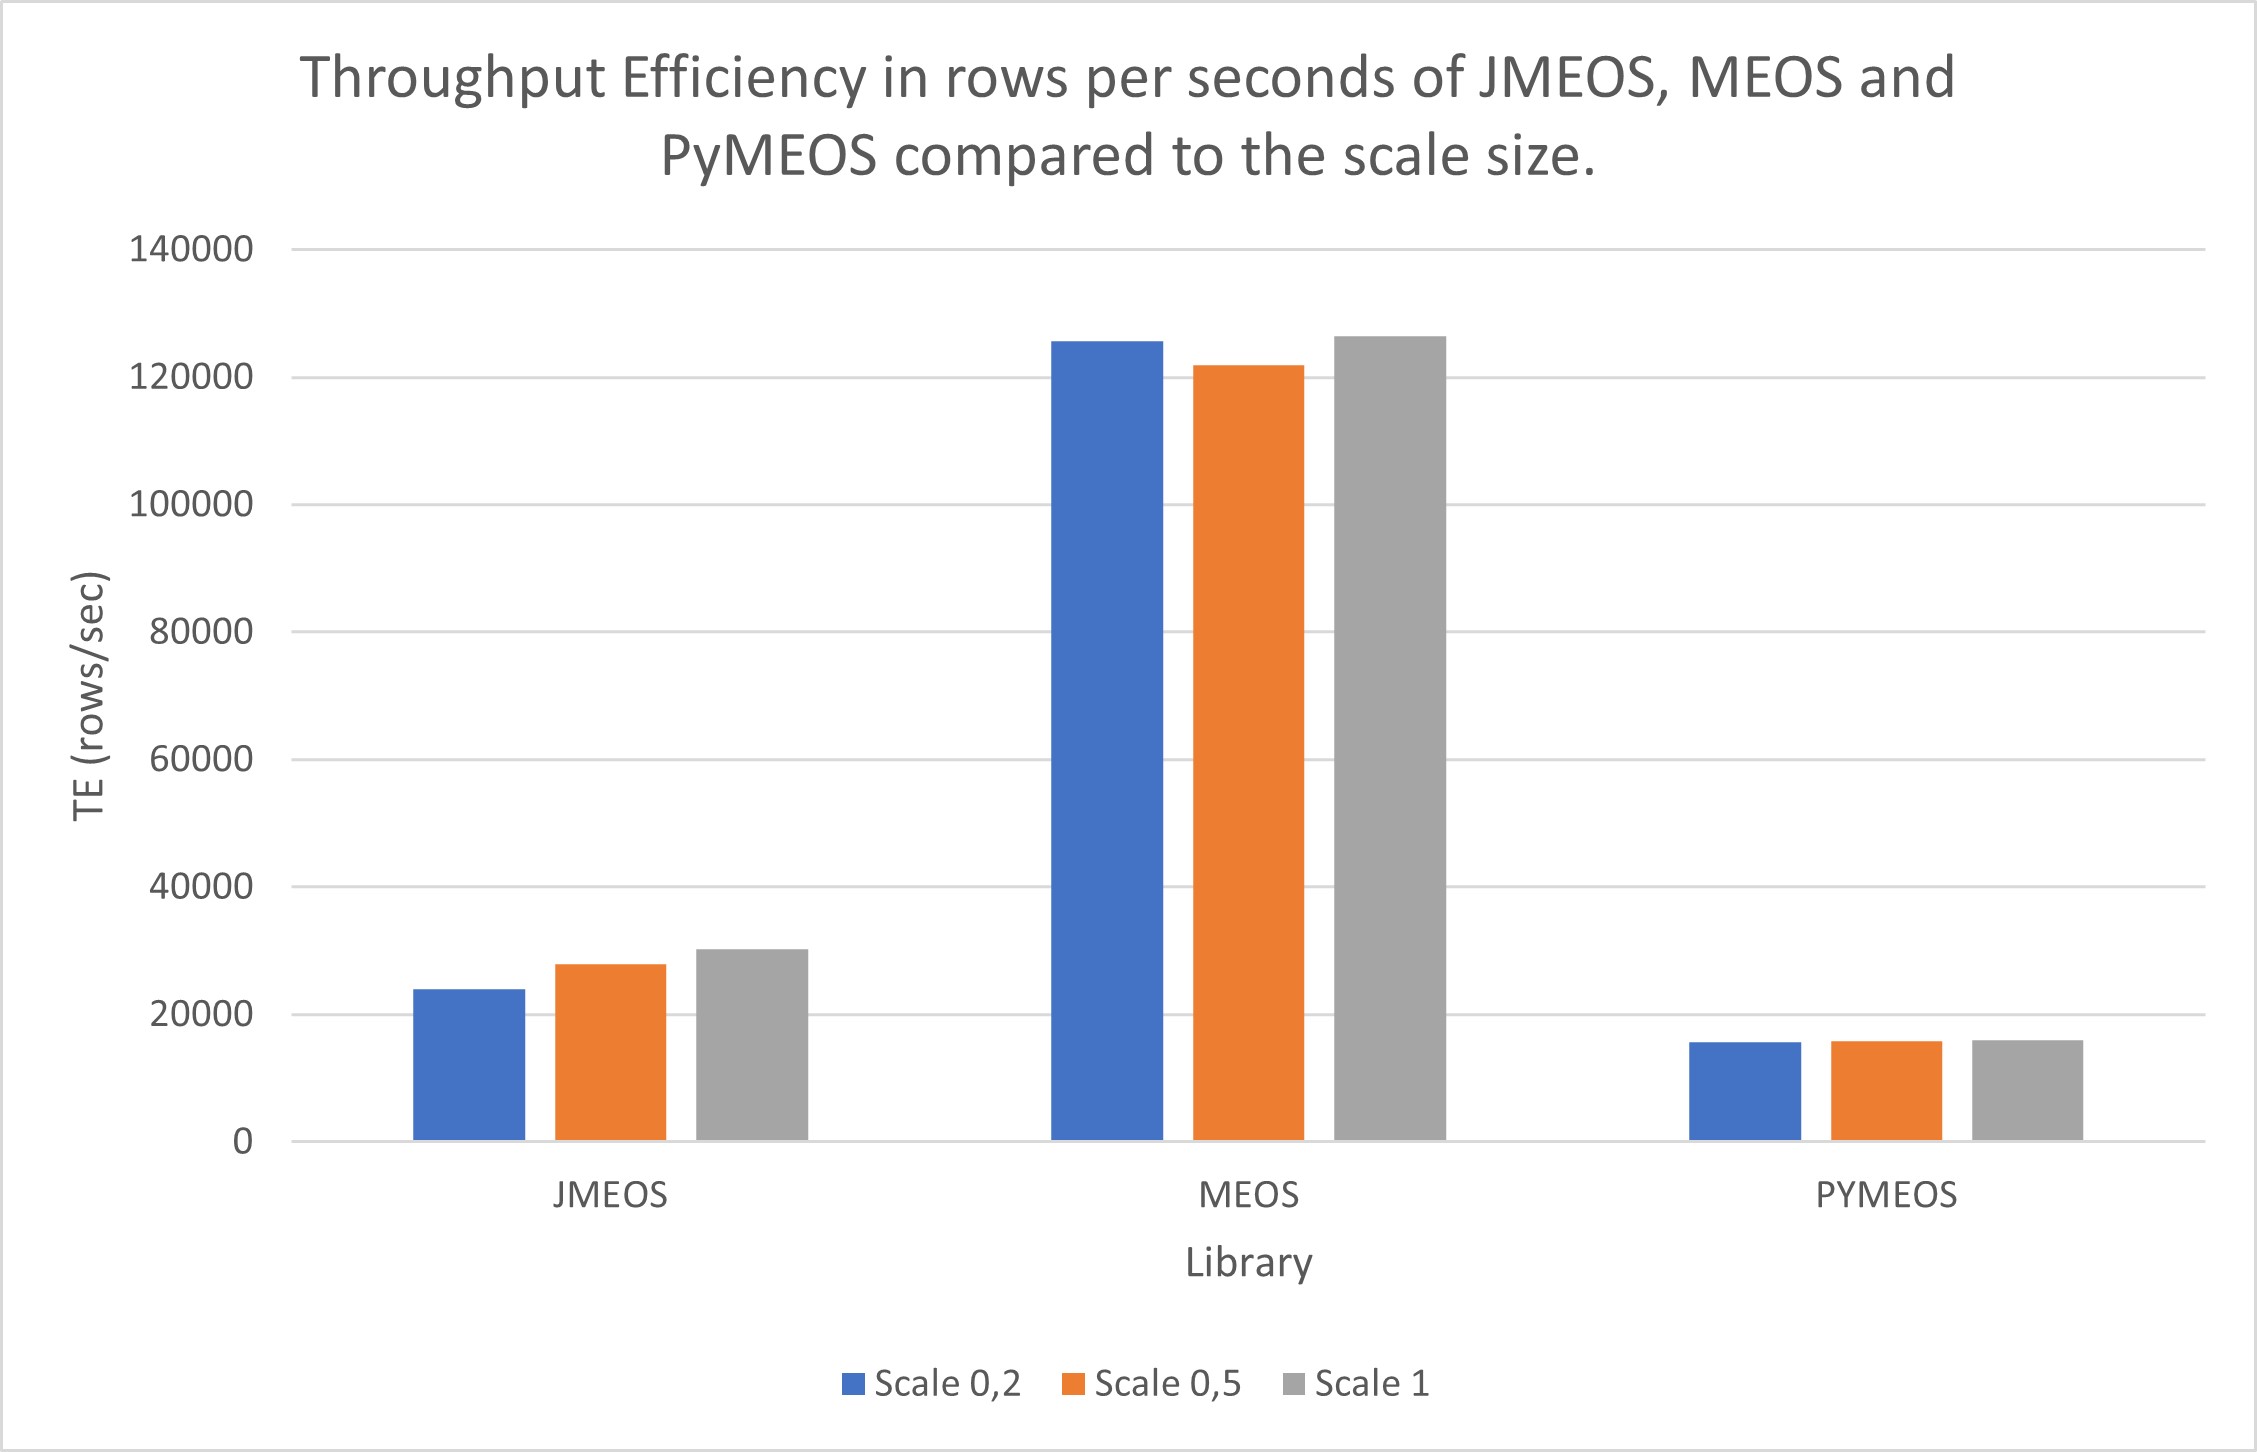 Throughput Efficiency in rows per seconds of JMEOS, MEOS and
PyMEOS compared to the scale size.
140000
120000
100000
80000
60000
40000
20000
0
TE (rows/sec)
JMEOS
MEOS
PYMEOS
Library
Scale 0,2
Scale 0,5
Scale 1